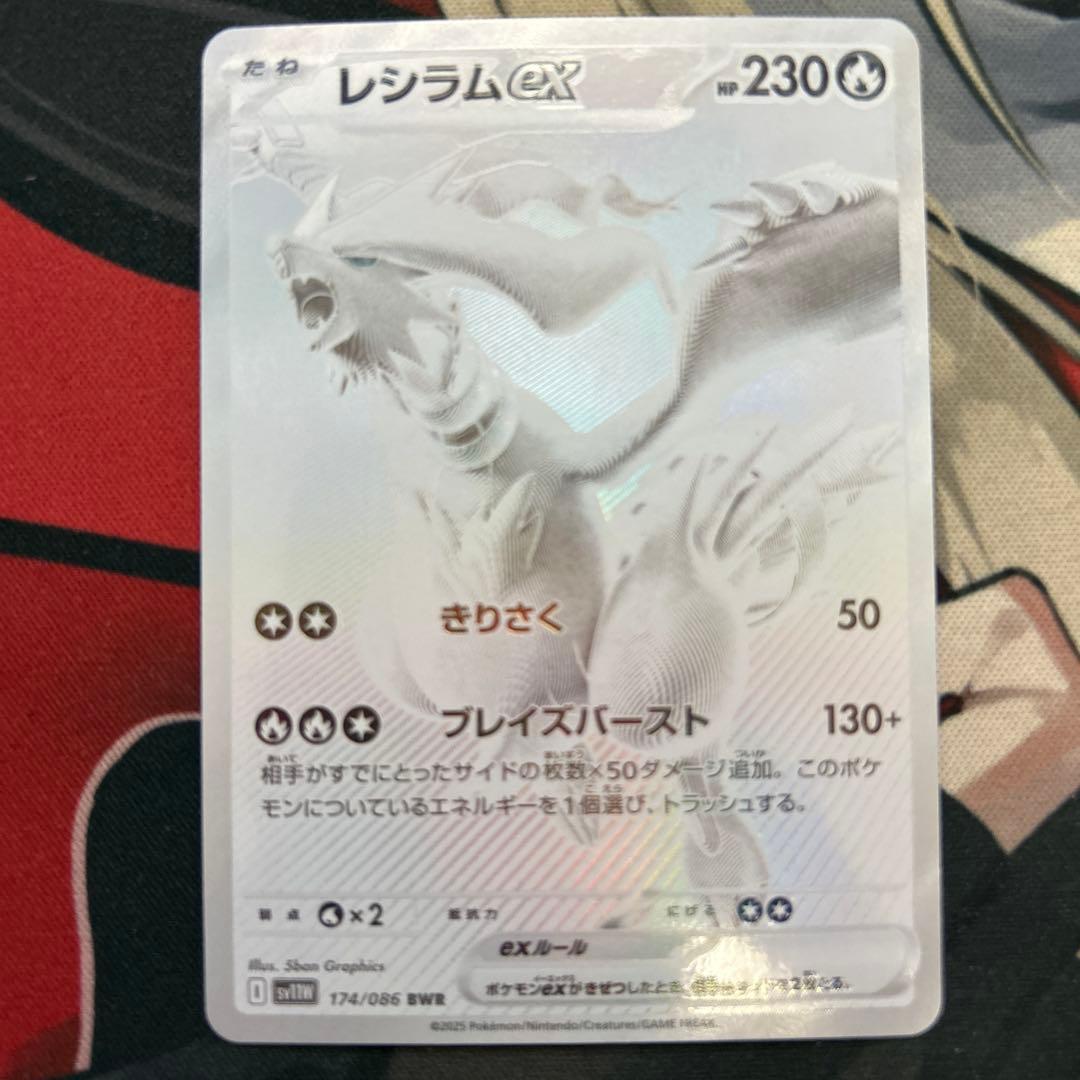 たね レシラムex HP230
きりさく 50
ブレイズバースト 130+
相手がすでにとったサイドの枚数×50ダメージ追加。このポケ
モンについているエネルギーを1個選び、トラッシュする。
弱点 ×2 抵抗力 にげる
exルール
ポケモンexがきぜつしたとき、相手はサイドを2枚とる。
Illus. 5ban Graphics
I SV11W 174/086 BWR
©2025 Pokémon/Nintendo/Creatures/GAME FREAK.